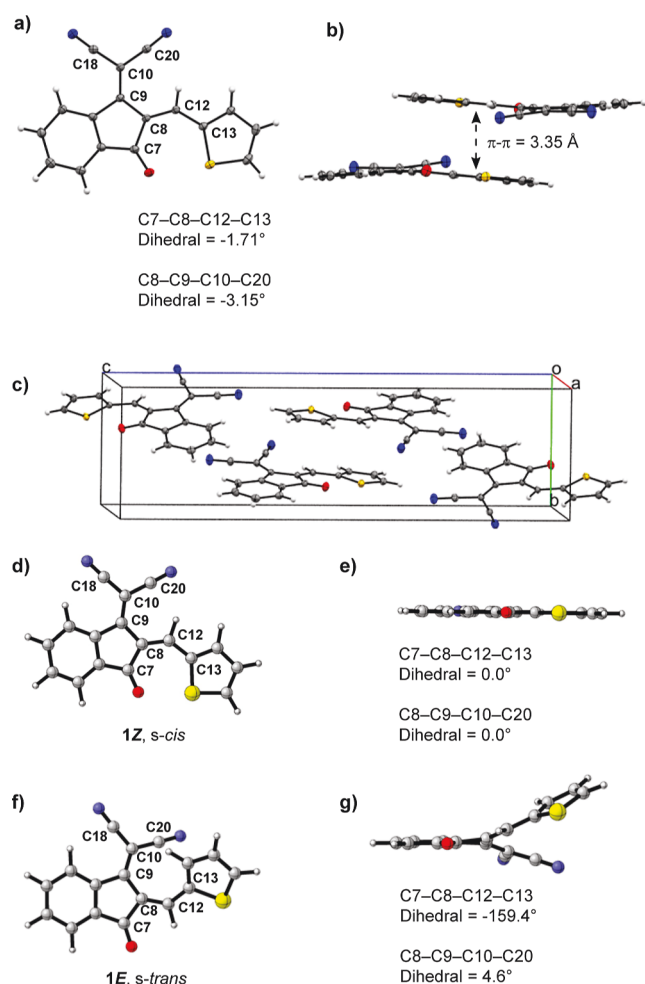 a)
C18
C20
C10
C9
C12
C8
C13
C7
C7–C8–C12–C13
Dihedral = -1.71°
C8–C9–C10–C20
Dihedral = -3.15°
b)
π-π = 3.35 Å
c)
c
o
a
b
d)
C18
C20
C10
C9
C12
C8
C7
C13
1Z, s-cis
e)
C7–C8–C12–C13
Dihedral = 0.0°
C8–C9–C10–C20
Dihedral = 0.0°
f)
C18
C20
C10
C9
C13
C8
C12
C7
1E, s-trans
g)
C7–C8–C12–C13
Dihedral = -159.4°
C8–C9–C10–C20
Dihedral = 4.6°